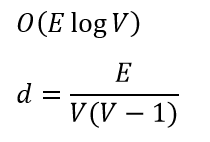 O(E log V)
d = E / V(V − 1)